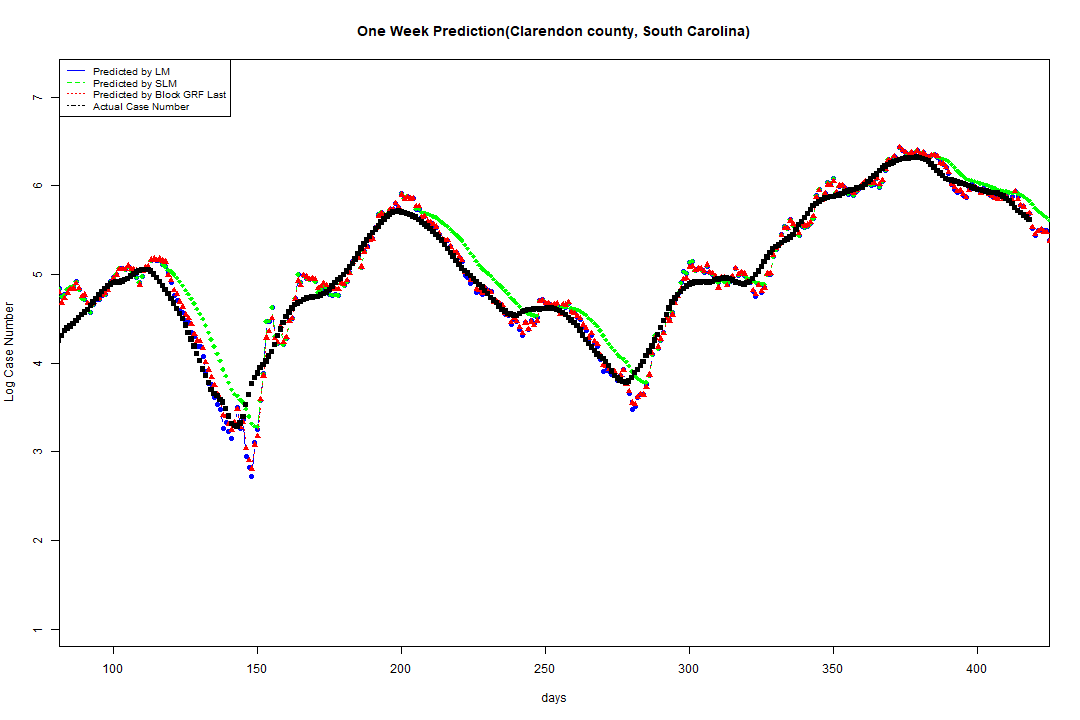 One Week Prediction(Clarendon county, South Carolina)
Predicted by LM
Predicted by SLM
Predicted by Block GRF Last
Actual Case Number
7
6
5
4
3
2
1
Log Case Number
100 150 200 250 300 350 400
days